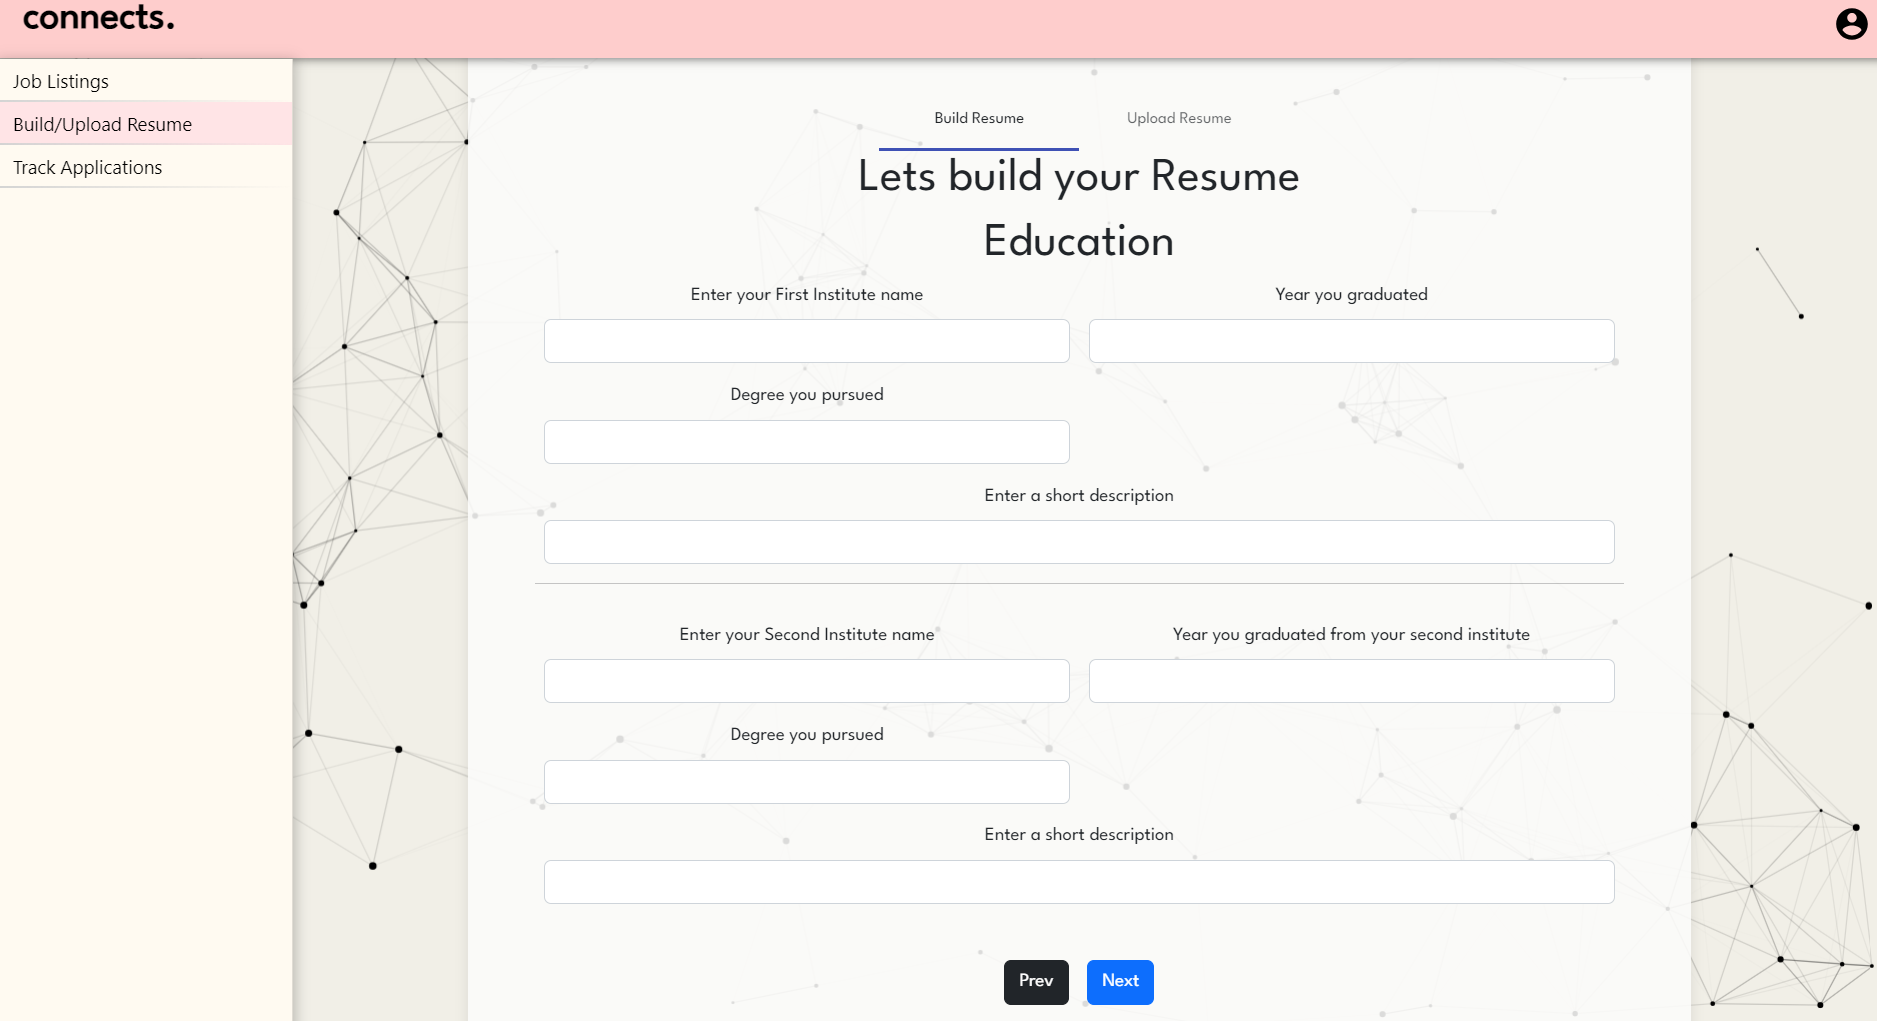 connects.
Job Listings
Build/Upload Resume
Track Applications
Build Resume
Upload Resume
Lets build your Resume
Education
Enter your First Institute name
Year you graduated
Degree you pursued
Enter a short description
Enter your Second Institute name
Year you graduated from your second institute
Degree you pursued
Enter a short description
Prev
Next